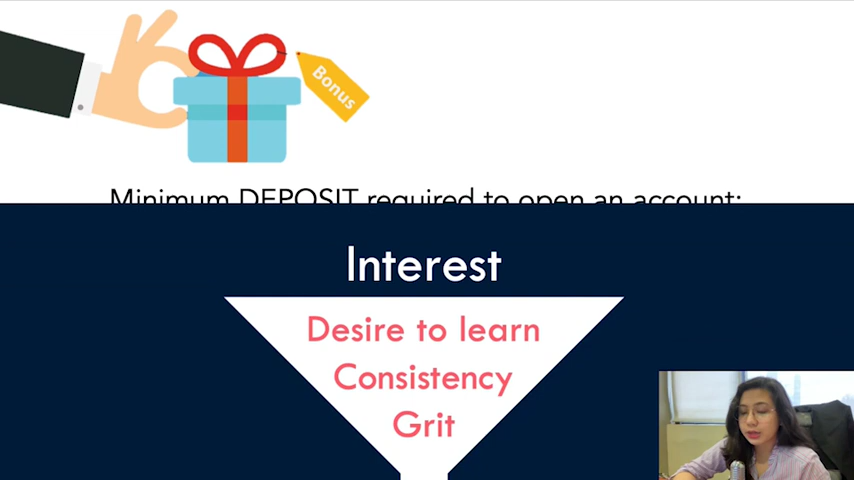 Bonus
Minimum DEPOSIT required to open an account:
Interest
Desire to learn
Consistency
Grit